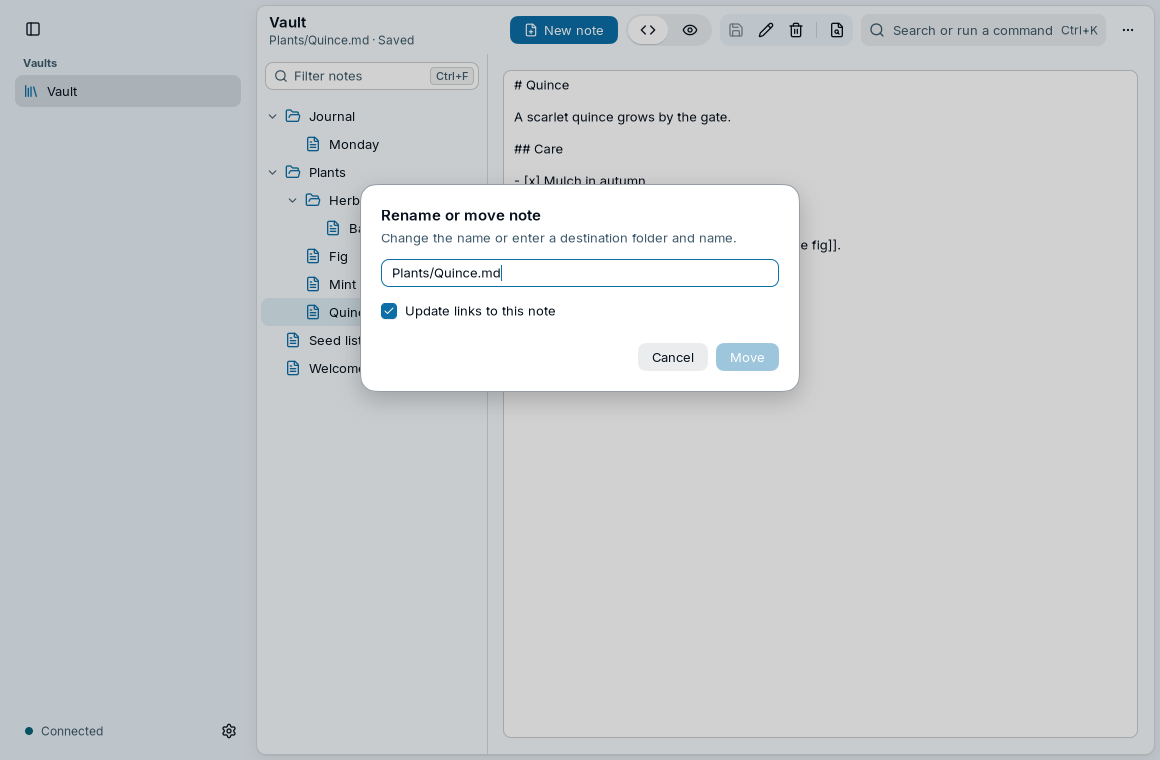 Vaults
Vault
Connected
Vault
Plants/Quince.md · Saved
New note
Search or run a command Ctrl+K
Filter notes Ctrl+F
Journal
Monday
Plants
Fig
Mint
Seed list
Welcome
# Quince
A scarlet quince grows by the gate.
## Care
- [x] Mulch in autumn
fig]].
Rename or move note
Change the name or enter a destination folder and name.
Plants/Quince.md
Update links to this note
Cancel
Move